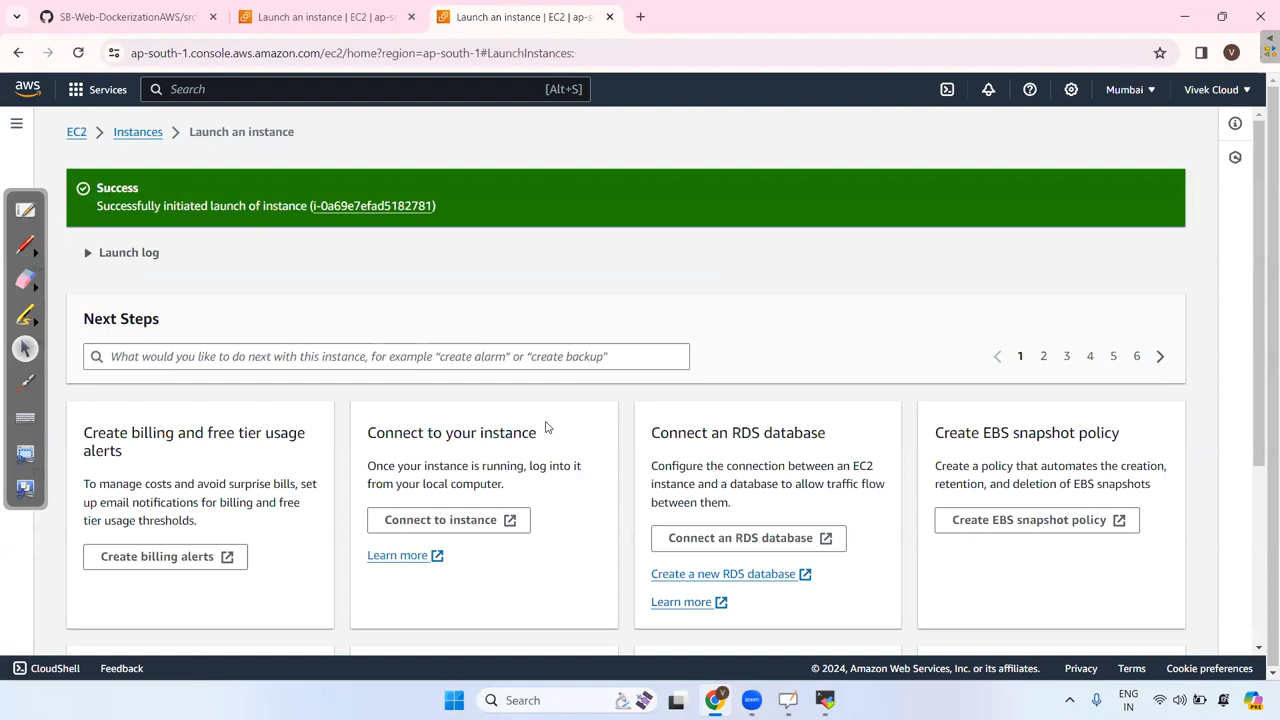 SB-Web-DockerizationAWS/src
Launch an instance | EC2 | ap-s
Launch an instance | EC2 | ap-s
ap-south-1.console.aws.amazon.com/ec2/home?region=ap-south-1#LaunchInstances:
V
aws
Services
Search
[Alt+S]
Mumbai
Vivek Cloud
EC2
Instances
Launch an instance
Success
Successfully initiated launch of instance (i-0a69e7efad5182781)
Launch log
Next Steps
What would you like to do next with this instance, for example “create alarm” or “create backup”
1 2 3 4 5 6
Create billing and free tier usage
alerts
To manage costs and avoid surprise bills, set
up email notifications for billing and free
tier usage thresholds.
Create billing alerts
Connect to your instance
Once your instance is running, log into it
from your local computer.
Connect to instance
Learn more
Connect an RDS database
Configure the connection between an EC2
instance and a database to allow traffic flow
between them.
Connect an RDS database
Create a new RDS database
Learn more
Create EBS snapshot policy
Create a policy that automates the creation,
retention, and deletion of EBS snapshots
Create EBS snapshot policy
CloudShell
Feedback
© 2024, Amazon Web Services, Inc. or its affiliates.
Privacy
Terms
Cookie preferences
Search
V
zoom
ENG
IN
PRE